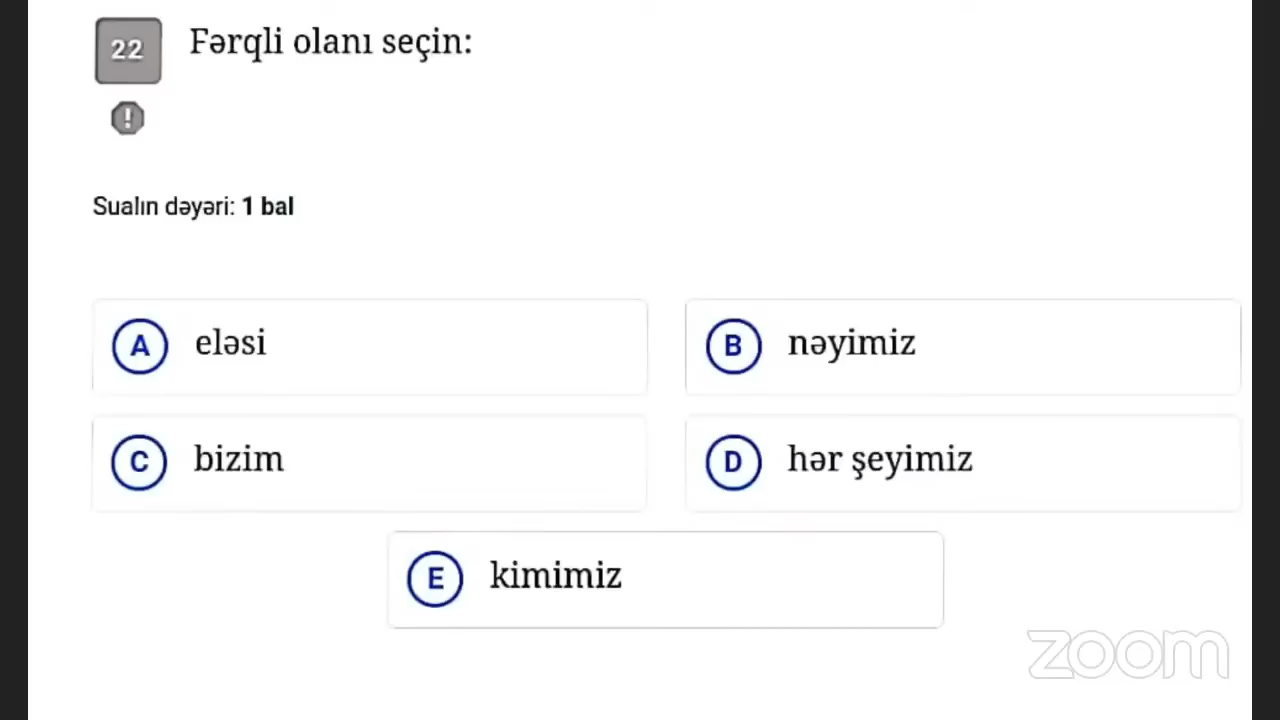 22
Fərqli olanı seçin:
!
Sualın dəyəri: 1 bal
A eləsi
B nəyimiz
C bizim
D hər şeyimiz
E kimimiz
zoom